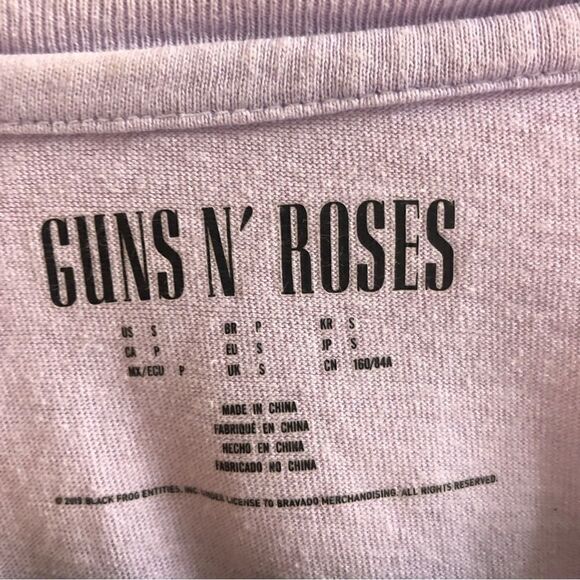 GUNS N' ROSES
US S BR P KR S
CA P EU S JP S
MX/ECU P UK S CN 160/84A
MADE IN CHINA
FABRIQUÉ EN CHINA
HECHO EN CHINA
FABRICADO NO CHINA
© 2019 BLACK FROG ENTITIES, INC. UNDER LICENSE TO BRAVADO MERCHANDISING. ALL RIGHTS RESERVED.